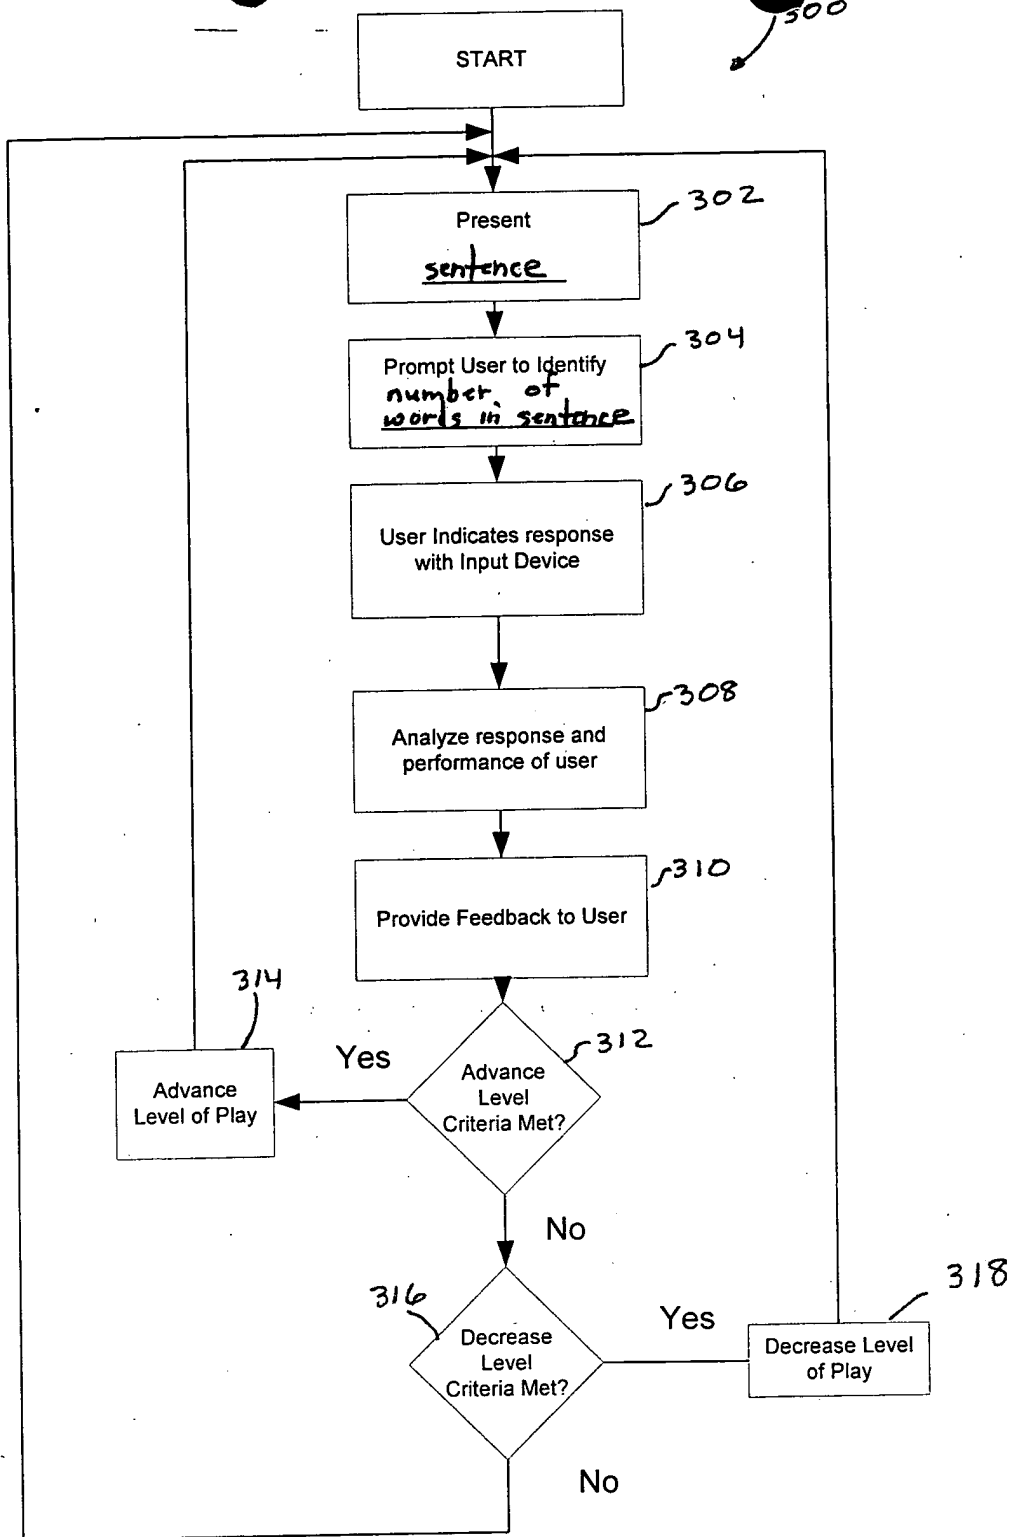 300
START
302
Present
sentence
304
Prompt User to Identify
number of
words in sentence
306
User Indicates response
with Input Device
308
Analyze response and
performance of user
310
Provide Feedback to User
314
312
Yes
Advance
Level of Play
Advance
Level
Criteria Met?
No
316
318
Yes
Decrease
Level
Criteria Met?
Decrease Level
of Play
No